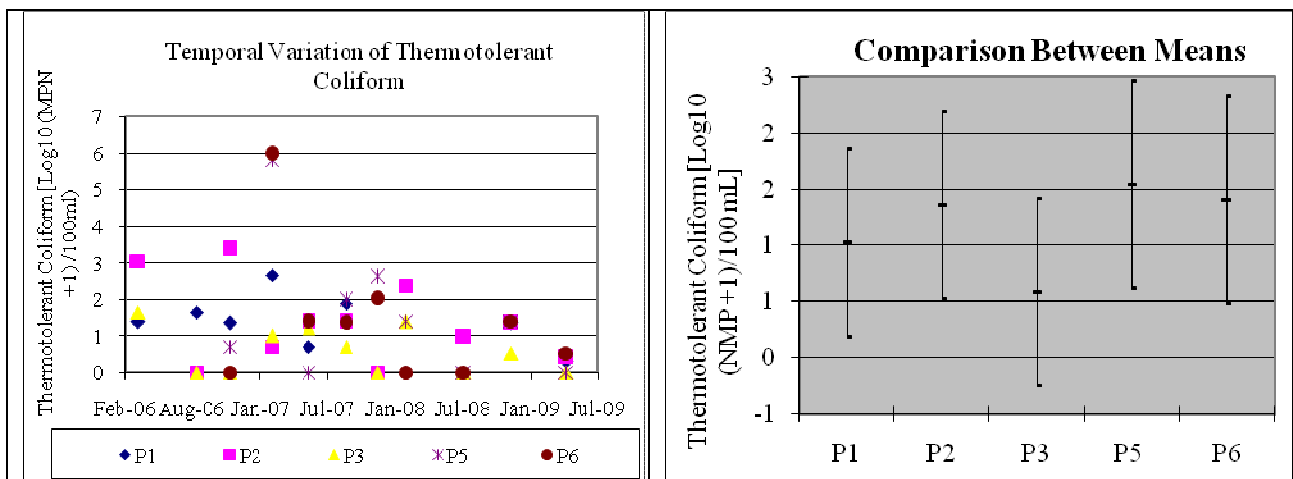 Temporal Variation of Thermotolerant
Coliform
Thermotolerant Coliform [Log10 (MPN
+1) /100ml)
7
6
5
4
3
2
1
0
Feb-06 Aug-06 Jan-07 Jul-07 Jan-08 Jul-08 Jan-09 Jul-09
P1 P2 P3 P5 P6
Comparison Between Means
Thermotolerant Coliform [Log10
(NMP+1)/100mL]
3
2
2
1
1
0
-1
P1 P2 P3 P5 P6